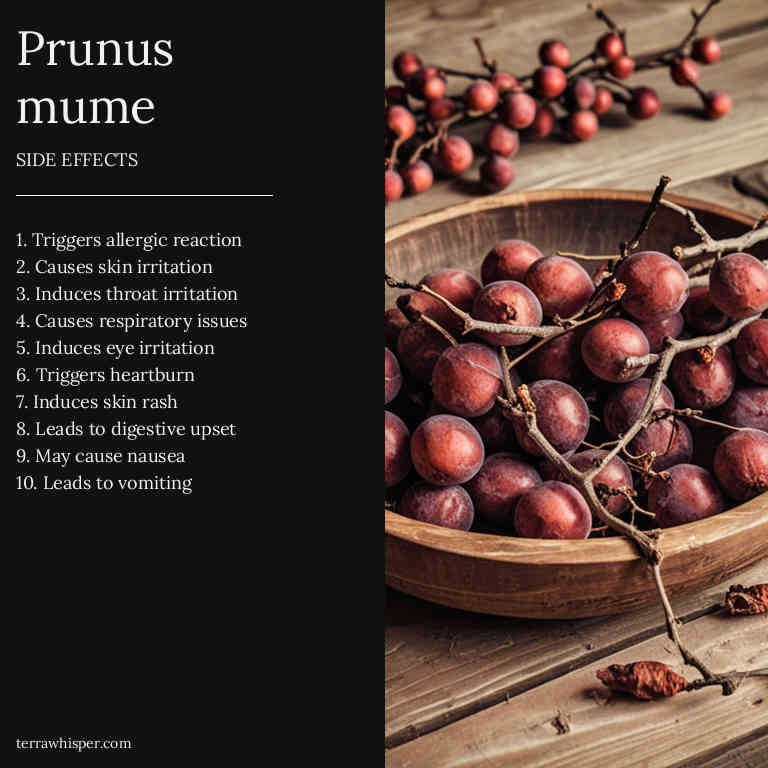 Prunus
mume
SIDE EFFECTS
1. Triggers allergic reaction
2. Causes skin irritation
3. Induces throat irritation
4. Causes respiratory issues
5. Induces eye irritation
6. Triggers heartburn
7. Induces skin rash
8. Leads to digestive upset
9. May cause nausea
10. Leads to vomiting
terrawhisper.com